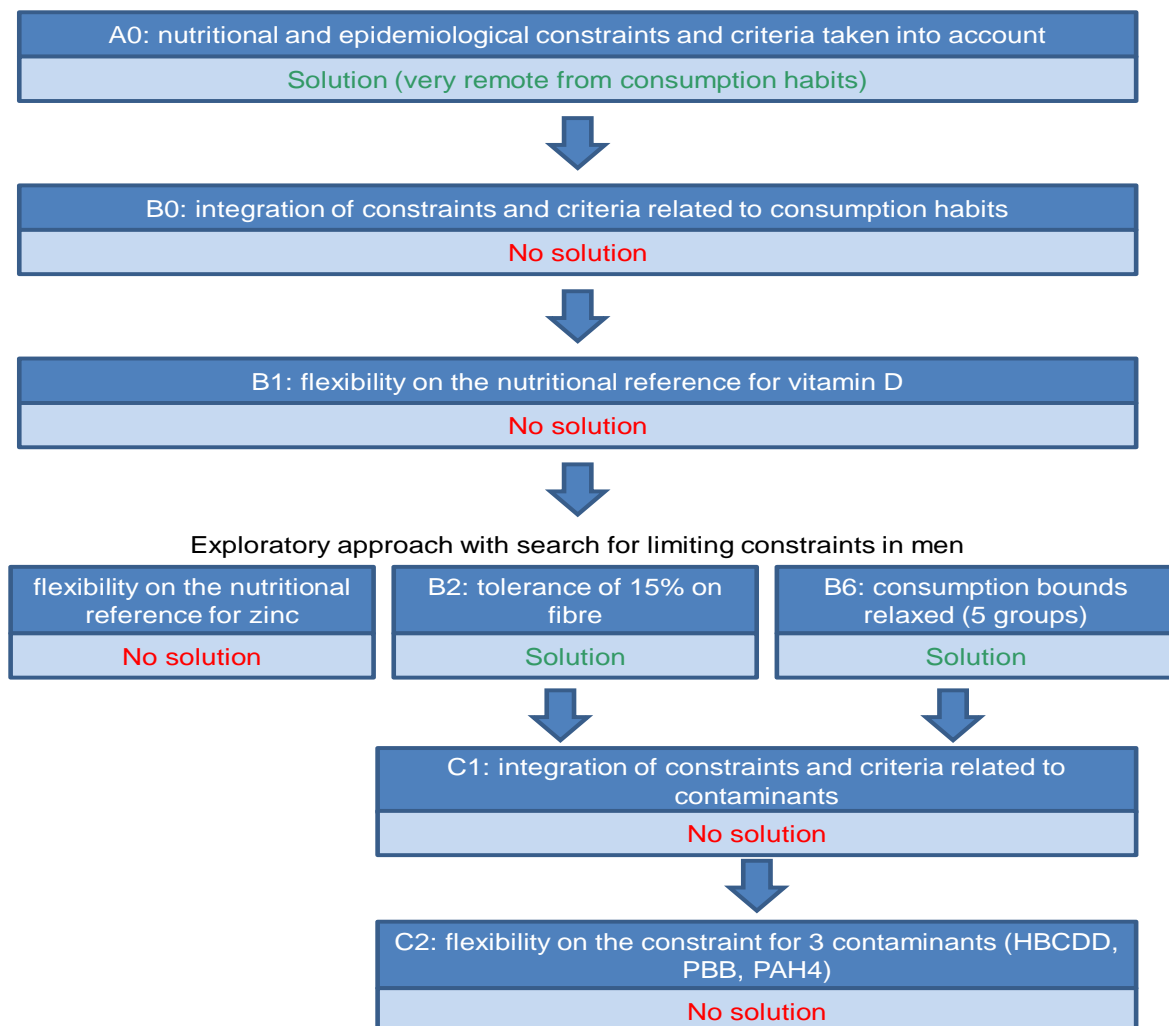 A0: nutritional and epidemiological constraints and criteria taken into account
Solution (very remote from consumption habits)
B0: integration of constraints and criteria related to consumption habits
No solution
B1: flexibility on the nutritional reference for vitamin D
No solution
Exploratory approach with search for limiting constraints in men
flexibility on the nutritional
reference for zinc
No solution
B2: tolerance of 15% on
fibre
Solution
B6: consumption bounds
relaxed (5 groups)
Solution
C1: integration of constraints and criteria related to
contaminants
No solution
C2: flexibility on the constraint for 3 contaminants (HBCDD,
PBB, PAH4)
No solution